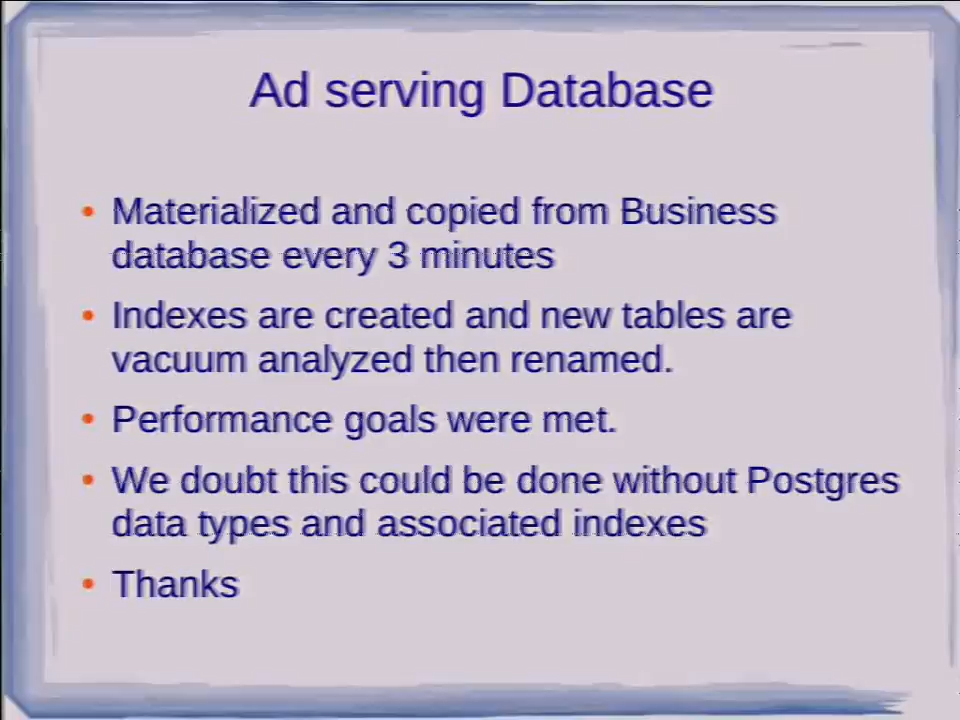 Ad serving Database
• Materialized and copied from Business
database every 3 minutes
• Indexes are created and new tables are
vacuum analyzed then renamed.
• Performance goals were met.
• We doubt this could be done without Postgres
data types and associated indexes
• Thanks